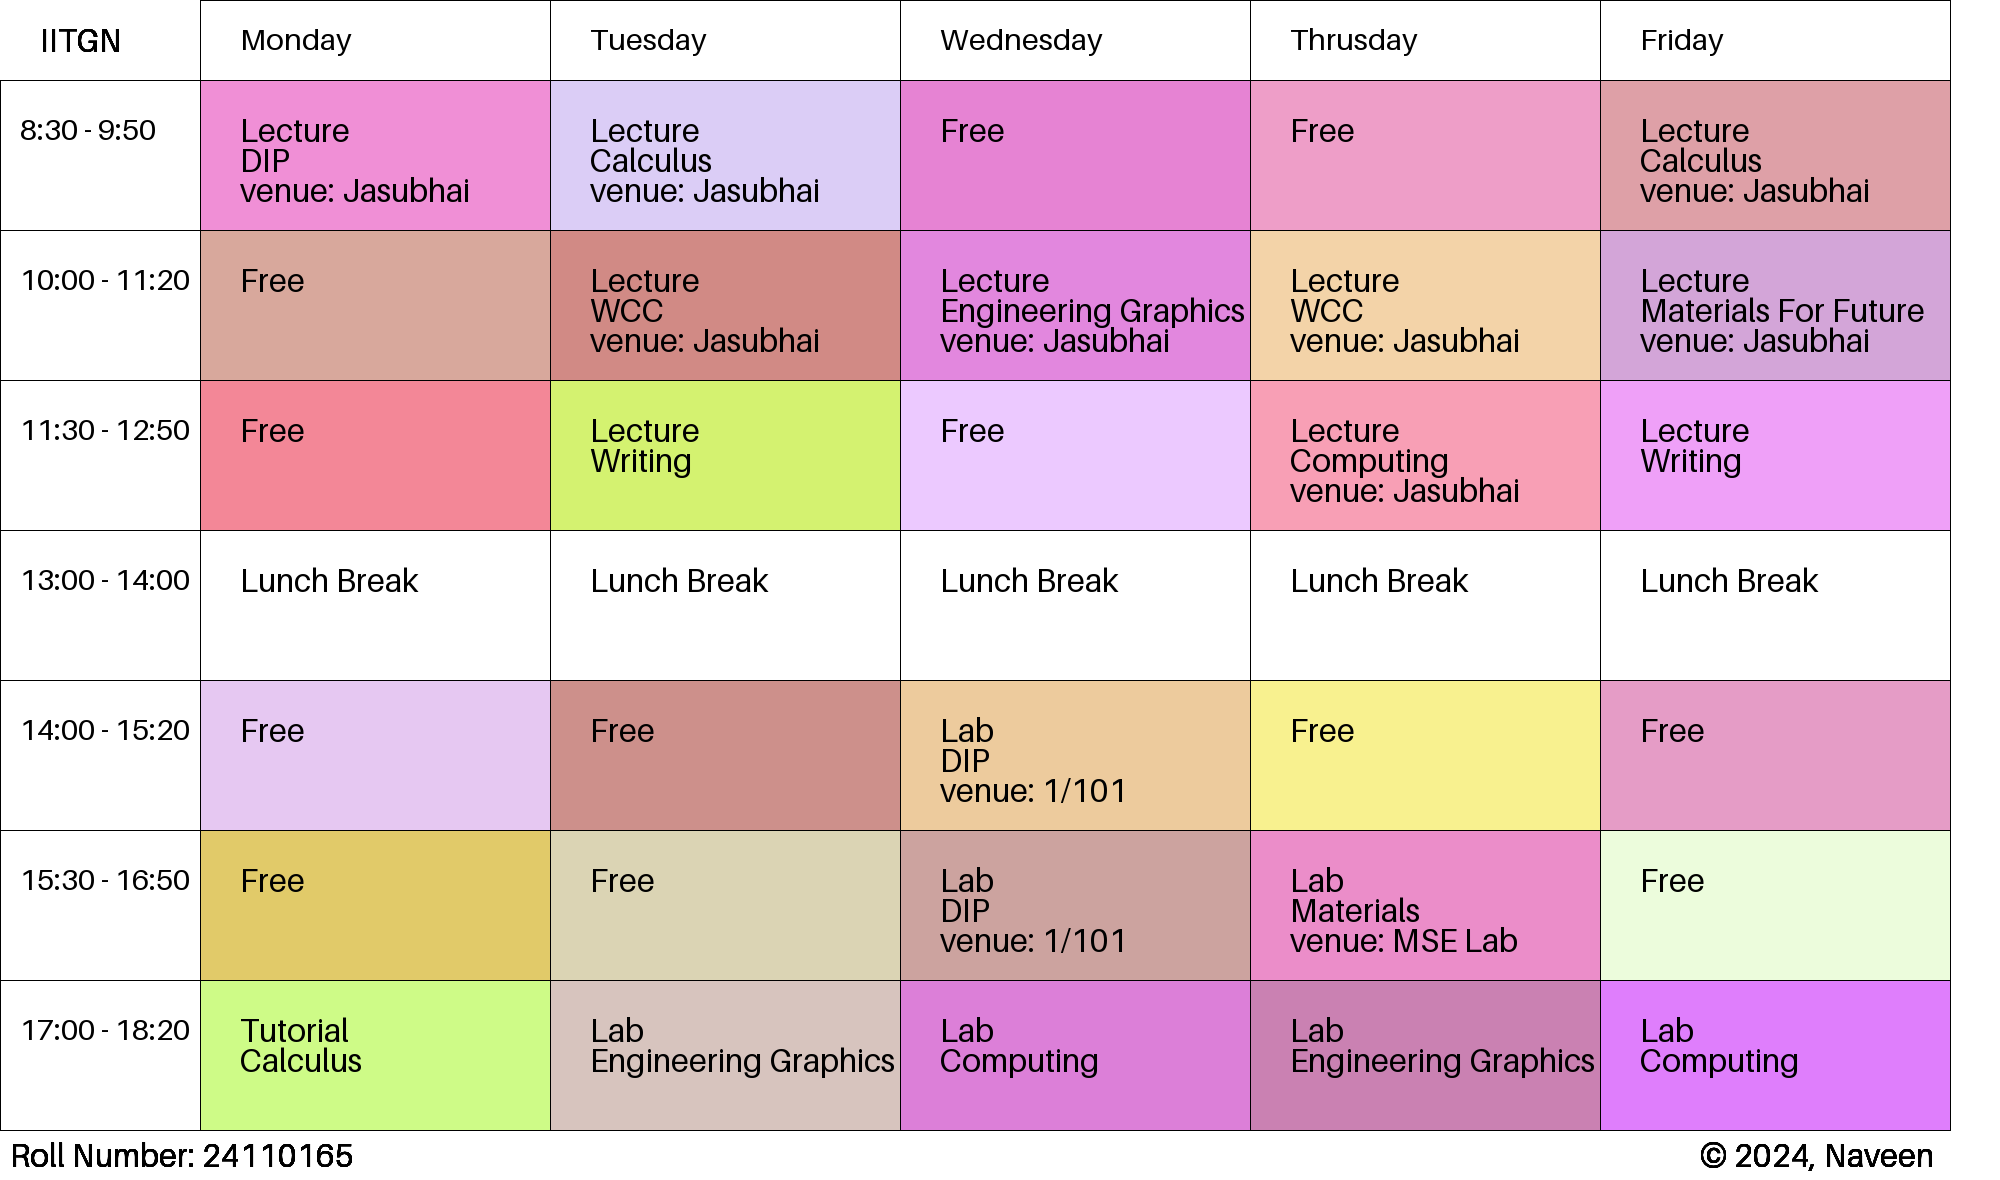 IITGN
Monday
Tuesday
Wednesday
Thrusday
Friday
8:30 - 9:50
Lecture
DIP
venue: Jasubhai
Lecture
Calculus
venue: Jasubhai
Free
Free
Lecture
Calculus
venue: Jasubhai
10:00 - 11:20
Free
Lecture
WCC
venue: Jasubhai
Lecture
Engineering Graphics
venue: Jasubhai
Lecture
WCC
venue: Jasubhai
Lecture
Materials For Future
venue: Jasubhai
11:30 - 12:50
Free
Lecture
Writing
Free
Lecture
Computing
venue: Jasubhai
Lecture
Writing
13:00 - 14:00
Lunch Break
Lunch Break
Lunch Break
Lunch Break
Lunch Break
14:00 - 15:20
Free
Free
Lab
DIP
venue: 1/101
Free
Free
15:30 - 16:50
Free
Free
Lab
DIP
venue: 1/101
Lab
Materials
venue: MSE Lab
Free
17:00 - 18:20
Tutorial
Calculus
Lab
Engineering Graphics
Lab
Computing
Lab
Engineering Graphics
Lab
Computing
Roll Number: 24110165
© 2024, Naveen